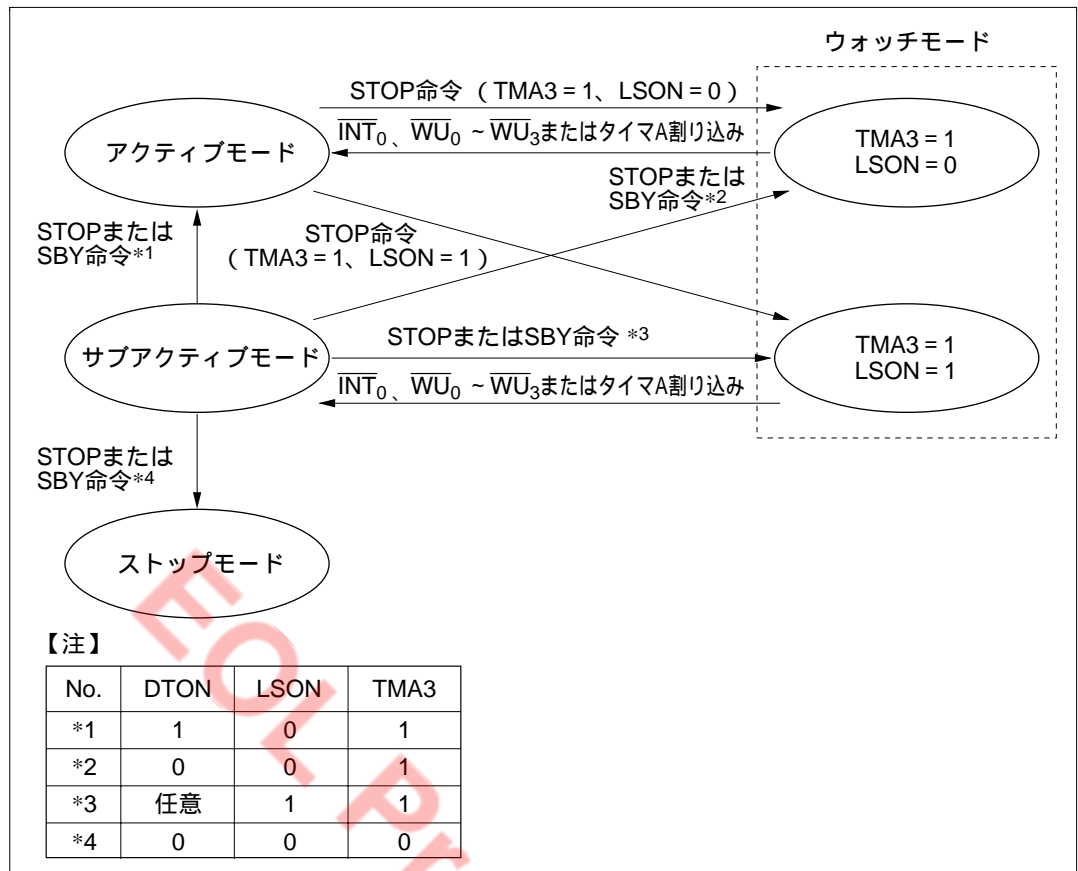 ウォッチモード
STOP命令 （TMA3 = 1、LSON = 0）
INT0、WU0 ~ WU3またはタイマA割り込み
アクティブモード
TMA3 = 1
LSON = 0
STOPまたは
SBY命令*2
STOPまたは
SBY命令*1
STOP命令
（TMA3 = 1、LSON = 1）
STOPまたはSBY命令 *3
サブアクティブモード
TMA3 = 1
LSON = 1
INT0、WU0 ~ WU3またはタイマA割り込み
STOPまたは
SBY命令*4
ストップモード
【注】
No. DTON LSON TMA3
*1 1 0 1
*2 0 0 1
*3 任意 1 1
*4 0 0 0
EOL Pr